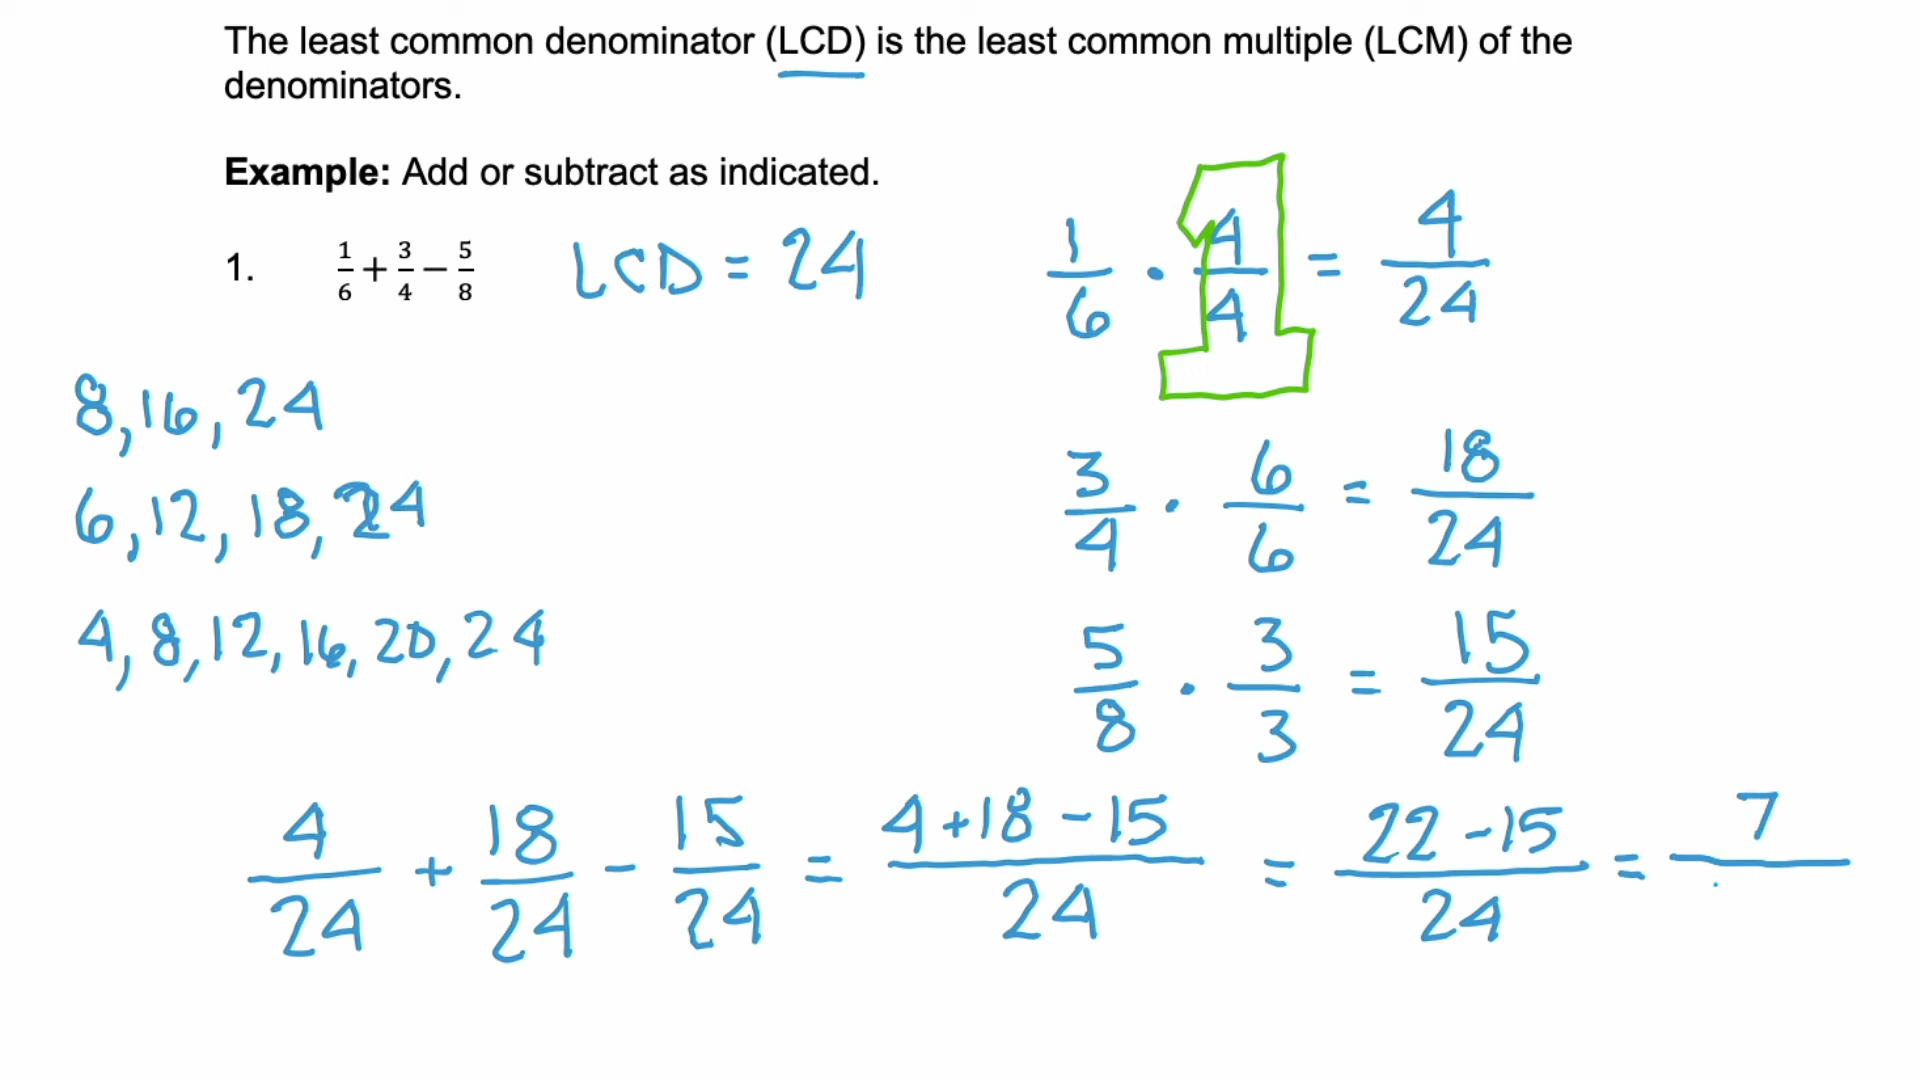 The least common denominator (LCD) is the least common multiple (LCM) of the
denominators.
Example: Add or subtract as indicated.
1. 1/6 + 3/4 − 5/8 LCD = 24
1/6 · 4/4 = 4/24
8, 16, 24
6, 12, 18, 24
4, 8, 12, 16, 20, 24
3/4 · 6/6 = 18/24
5/8 · 3/3 = 15/24
4/24 + 18/24 − 15/24 = (4 + 18 − 15)/24 = (22 − 15)/24 = 7/